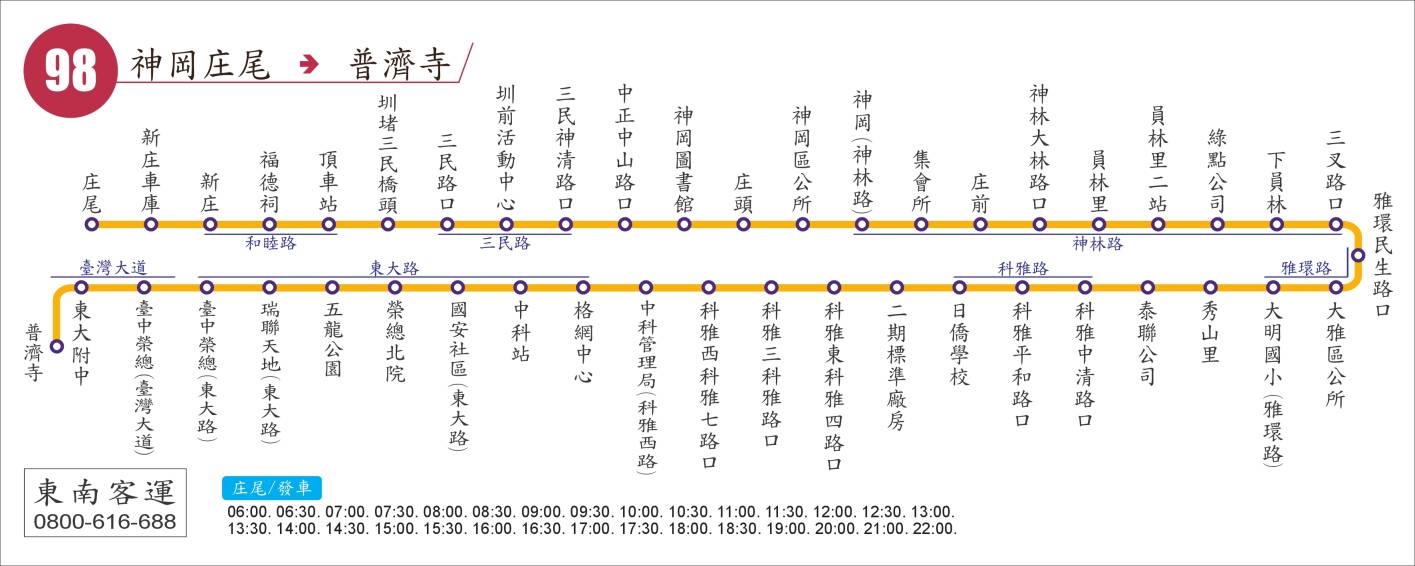 98
神岡庄尾 ➔ 普濟寺
庄尾
新庄車庫
新庄
福德祠
頂車站
圳堵三民橋頭
三民路口
圳前活動中心
三民神清路口
中正中山路口
神岡圖書館
庄頭
神岡區公所
神岡(神林路)
集會所
庄前
神林大林路口
員林里
員林里二站
綠點公司
下員林
三叉路口
雅環民生路口
和睦路
三民路
神林路
臺灣大道
東大路
科雅路
雅環路
普濟寺
東大附中
臺中榮總(臺灣大道)
臺中榮總(東大路)
瑞聯天地(東大路)
五龍公園
榮總北院
國安社區(東大路)
中科站
格網中心
中科管理局(科雅西路)
科雅西科雅七路口
科雅三科雅路口
科雅東科雅四路口
二期標準廠房
日僑學校
科雅平和路口
科雅中清路口
泰聯公司
秀山里
大明國小(雅環路)
大雅區公所
東南客運
0800-616-688
庄尾/發車
06:00. 06:30. 07:00. 07:30. 08:00. 08:30. 09:00. 09:30. 10:00. 10:30. 11:00. 11:30. 12:00. 12:30. 13:00.
13:30. 14:00. 14:30. 15:00. 15:30. 16:00. 16:30. 17:00. 17:30. 18:00. 18:30. 19:00. 20:00. 21:00. 22:00.